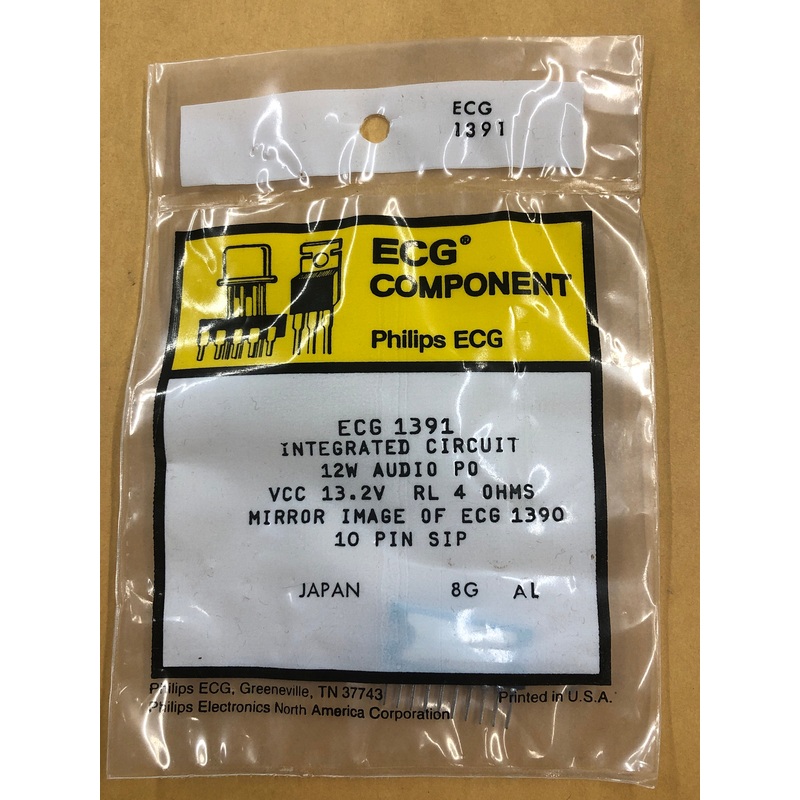 ECG
1391
ECG®
COMPONENT
Philips ECG
ECG 1391
INTEGRATED CIRCUIT
12W AUDIO PO
VCC 13.2V RL 4 OHMS
MIRROR IMAGE OF ECG 1390
10 PIN SIP
JAPAN 8G AL
Philips ECG, Greeneville, TN 37743 Printed in U.S.A.
Philips Electronics North America Corporation